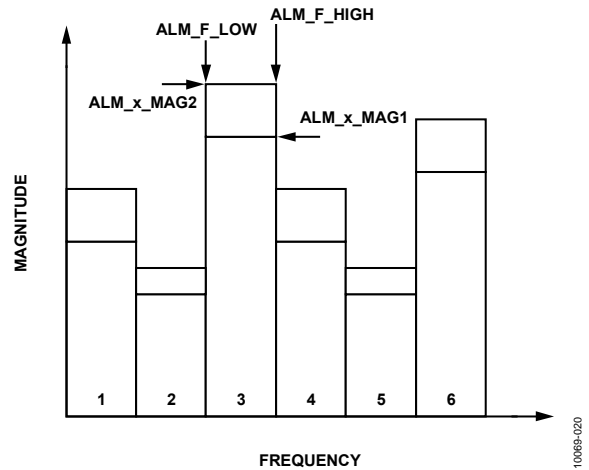 ALM_F_HIGH
ALM_F_LOW
ALM_x_MAG2
ALM_x_MAG1
MAGNITUDE
1 2 3 4 5 6
FREQUENCY
10069-020